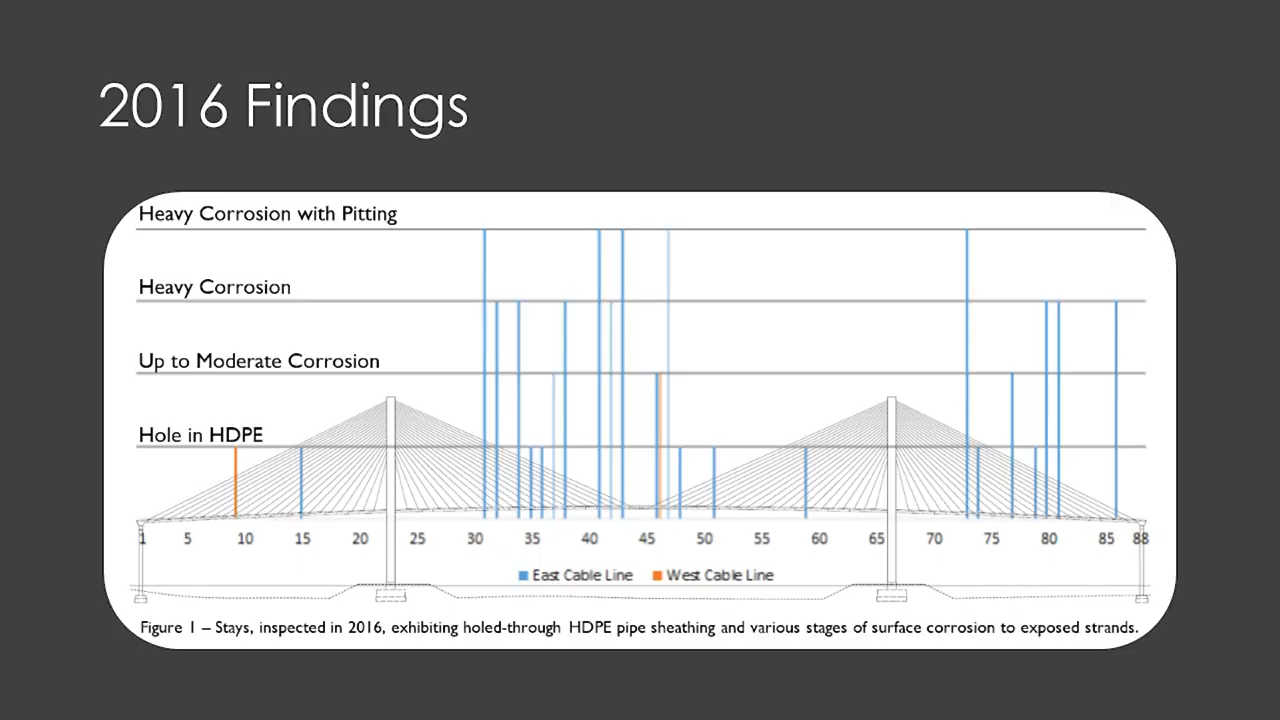 2016 Findings
Heavy Corrosion with Pitting
Heavy Corrosion
Up to Moderate Corrosion
Hole in HDPE
1 5 10 15 20 25 30 35 40 45 50 55 60 65 70 75 80 85 88
East Cable Line West Cable Line
Figure 1 – Stays, inspected in 2016, exhibiting holed-through HDPE pipe sheathing and various stages of surface corrosion to exposed strands.